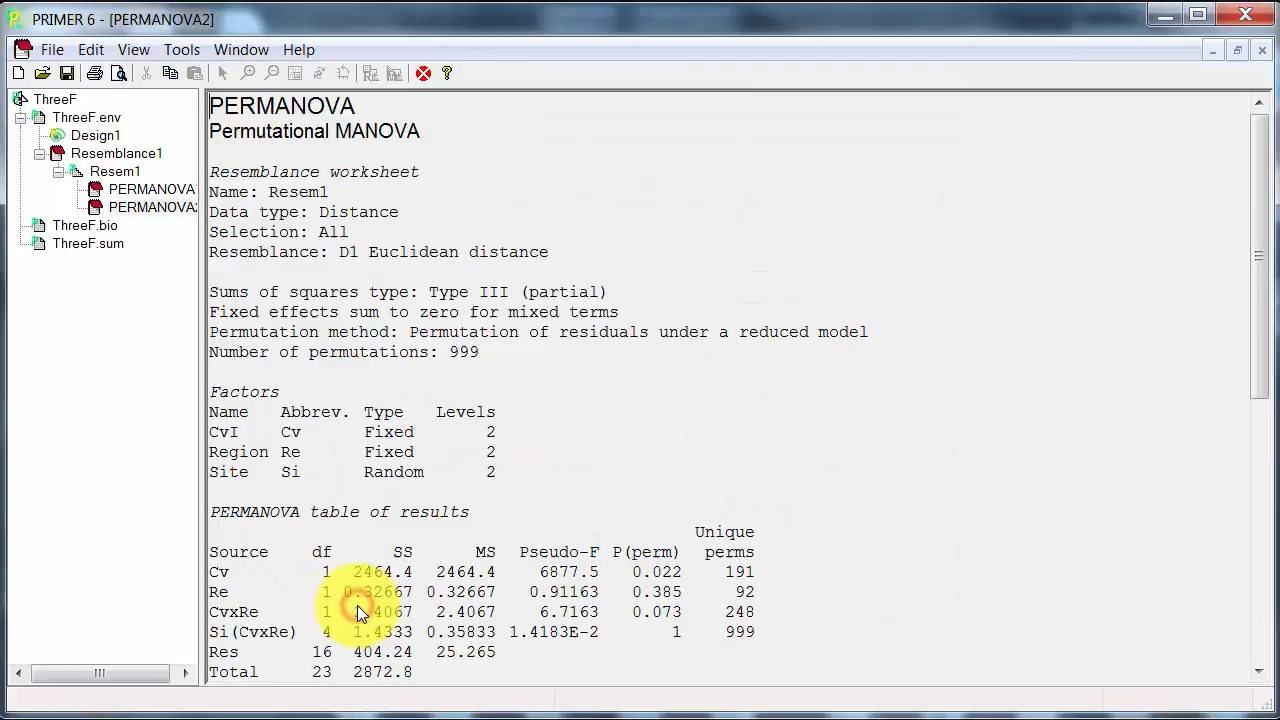 PRIMER 6 - [PERMANOVA2]
File Edit View Tools Window Help
ThreeF
ThreeF.env
Design1
Resemblance1
Resem1
PERMANOVA
PERMANOVA2
ThreeF.bio
ThreeF.sum
PERMANOVA
Permutational MANOVA
Resemblance worksheet
Name: Resem1
Data type: Distance
Selection: All
Resemblance: D1 Euclidean distance
Sums of squares type: Type III (partial)
Fixed effects sum to zero for mixed terms
Permutation method: Permutation of residuals under a reduced model
Number of permutations: 999
Factors
Name Abbrev. Type Levels
CvI Cv Fixed 2
Region Re Fixed 2
Site Si Random 2
PERMANOVA table of results
Unique
Source df SS MS Pseudo-F P(perm) perms
Cv 1 2464.4 2464.4 6877.5 0.022 191
Re 1 0.32667 0.32667 0.91163 0.385 92
CvxRe 1 2.4067 6.7163 0.073 248
Si(CvxRe) 4 1.4333 0.35833 1.4183E-2 1 999
Res 16 404.24 25.265
Total 23 2872.8